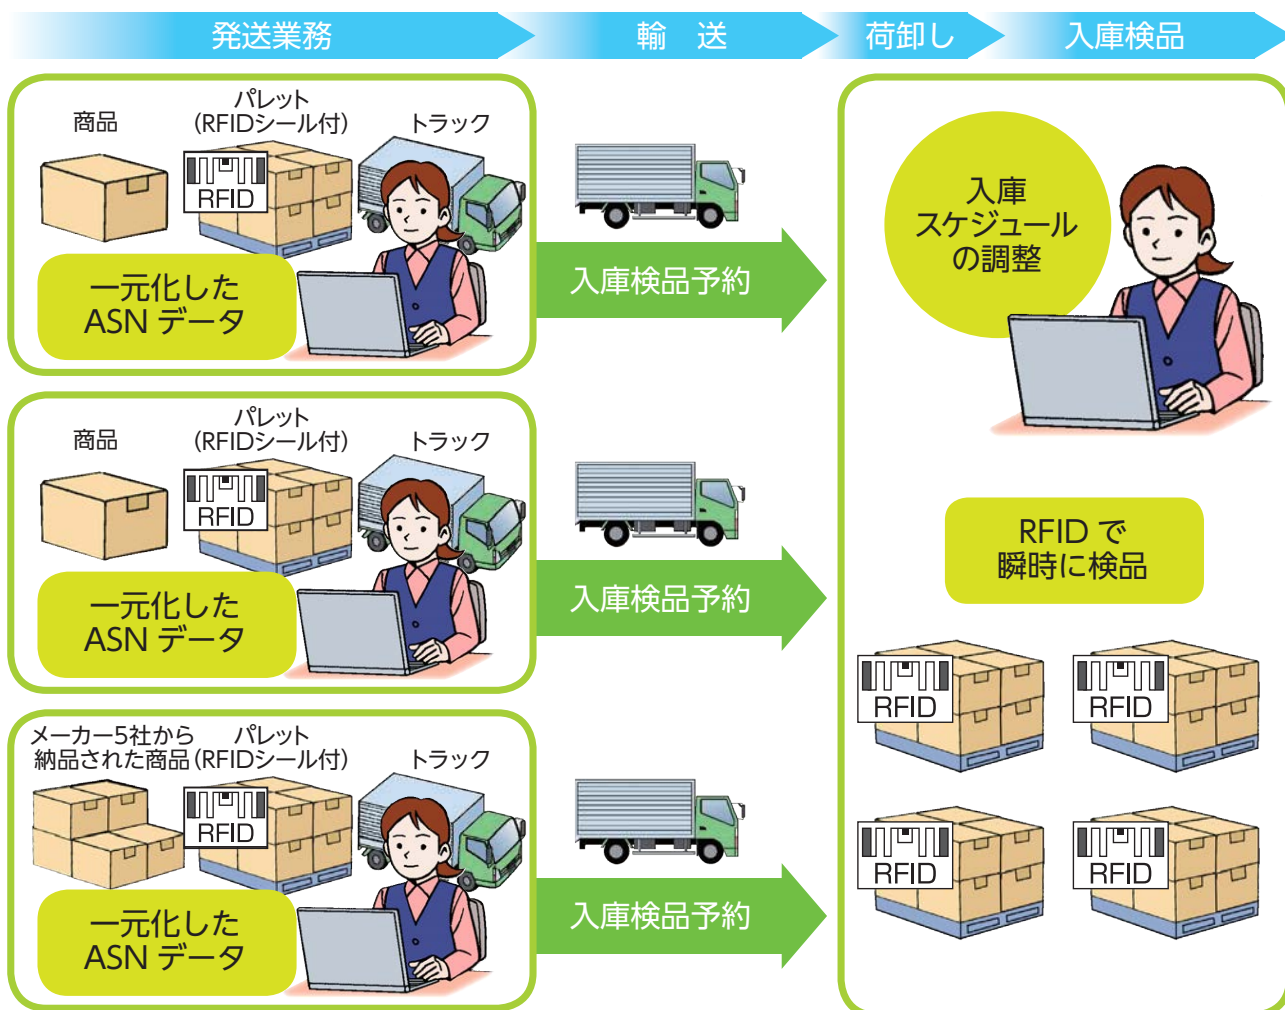 発送業務
輸 送
荷卸し
入庫検品
商品
パレット
(RFIDシール付)
トラック
RFID
一元化した
ASN データ
入庫検品予約
商品
パレット
(RFIDシール付)
トラック
RFID
一元化した
ASN データ
入庫検品予約
メーカー5社から
納品された商品
パレット
(RFIDシール付)
トラック
RFID
一元化した
ASN データ
入庫検品予約
入庫
スケジュール
の調整
RFID で
瞬時に検品
RFID
RFID
RFID
RFID